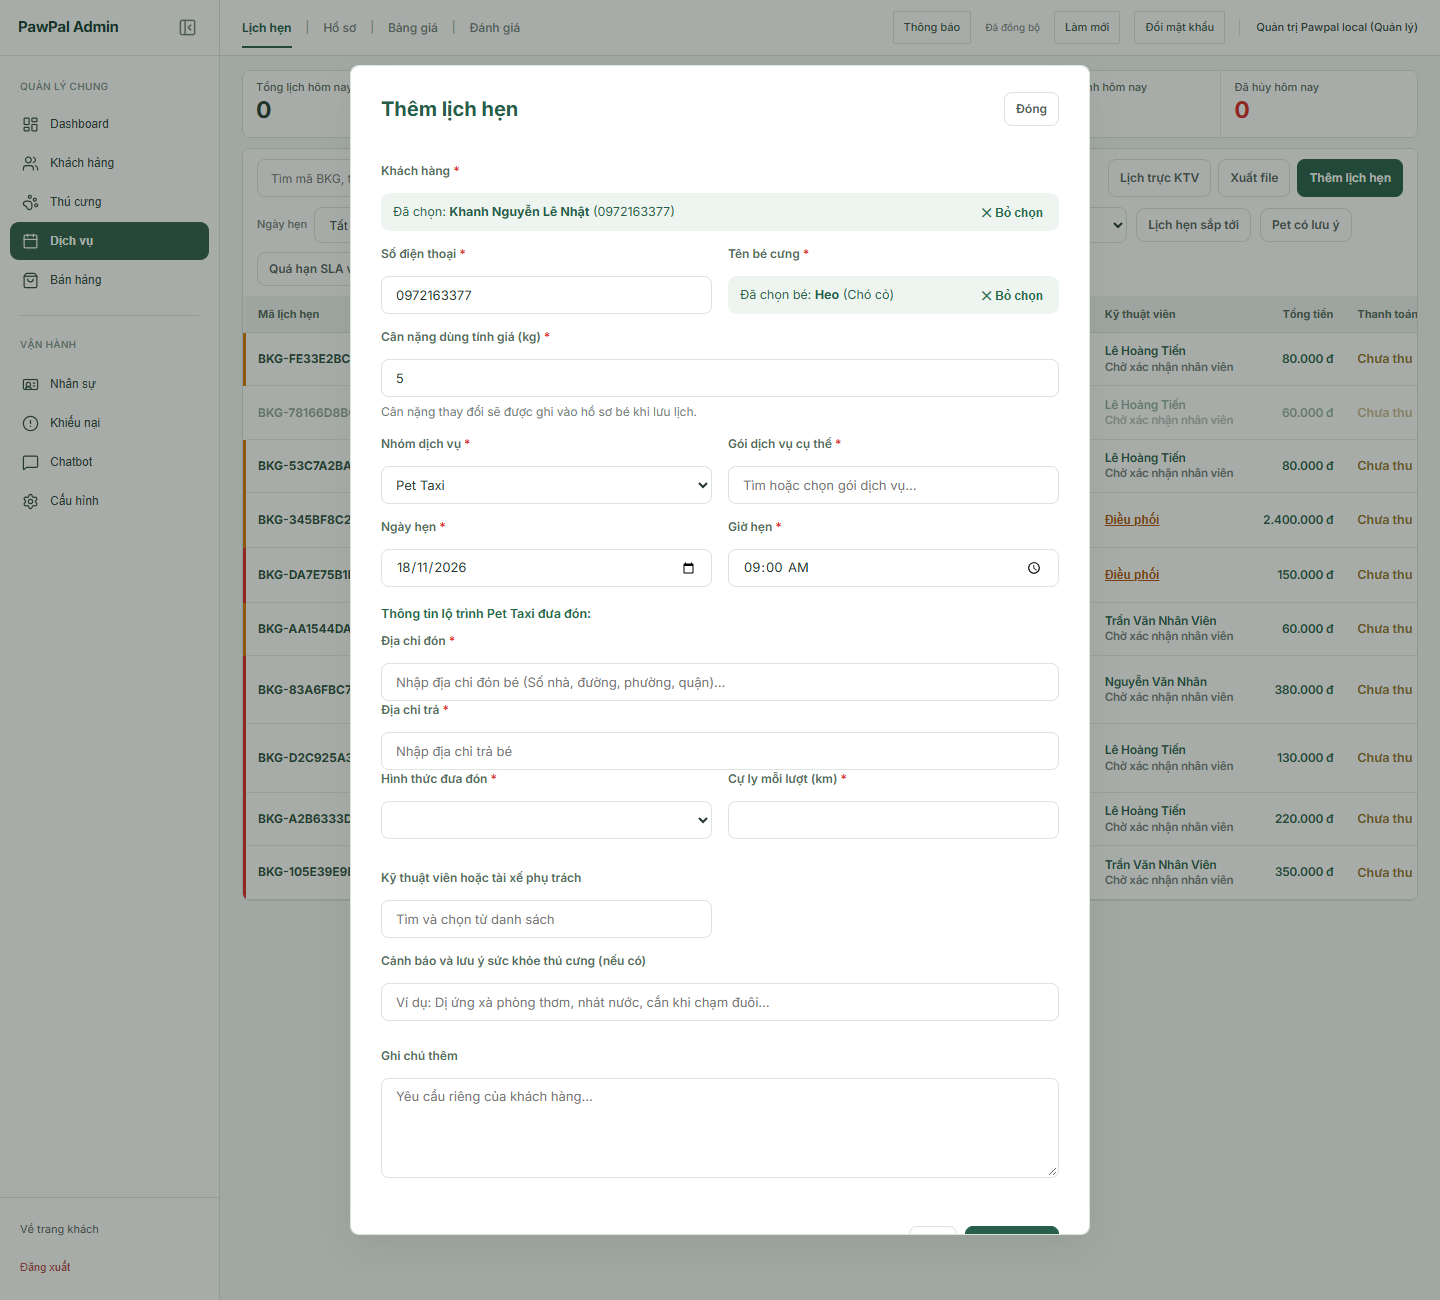 PawPal Admin
Lịch hẹn | Hồ sơ | Bảng giá | Đánh giá
Thông báo
Đã đồng bộ
Làm mới
Đổi mật khẩu
Quản trị Pawpal local (Quản lý)
QUẢN LÝ CHUNG
Dashboard
Khách hàng
Thú cưng
Dịch vụ
Bán hàng
VẬN HÀNH
Nhân sự
Khiếu nại
Chatbot
Cấu hình
Về trang khách
Đăng xuất
Tổng lịch hôm nay
0
nh hôm nay
Đã hủy hôm nay
0
Tìm mã BKG, t
Lịch trực KTV
Xuất file
Thêm lịch hẹn
Ngày hẹn
Tất
Lịch hẹn sắp tới
Pet có lưu ý
Quá hạn SLA v
Mã lịch hẹn
Kỹ thuật viên
Tổng tiền
Thanh toán
BKG-FE33E2BC
Lê Hoàng Tiến
Chờ xác nhận nhân viên
80.000 đ
Chưa thu
BKG-78166D8B
Lê Hoàng Tiến
Chờ xác nhận nhân viên
60.000 đ
Chưa thu
BKG-53C7A2BA
Lê Hoàng Tiến
Chờ xác nhận nhân viên
80.000 đ
Chưa thu
BKG-345BF8C2
Điều phối
2.400.000 đ
Chưa thu
BKG-DA7E75B1
Điều phối
150.000 đ
Chưa thu
BKG-AA1544DA
Trần Văn Nhân Viên
Chờ xác nhận nhân viên
60.000 đ
Chưa thu
BKG-83A6FBC7
Nguyễn Văn Nhân
Chờ xác nhận nhân viên
380.000 đ
Chưa thu
BKG-D2C925A3
Lê Hoàng Tiến
Chờ xác nhận nhân viên
130.000 đ
Chưa thu
BKG-A2B6333D
Lê Hoàng Tiến
Chờ xác nhận nhân viên
220.000 đ
Chưa thu
BKG-105E39E9
Trần Văn Nhân Viên
Chờ xác nhận nhân viên
350.000 đ
Chưa thu
Thêm lịch hẹn
Đóng
Khách hàng *
Đã chọn: Khanh Nguyễn Lê Nhật (0972163377)
Bỏ chọn
Số điện thoại *
Tên bé cưng *
0972163377
Đã chọn bé: Heo (Chó cỏ)
Bỏ chọn
Cân nặng dùng tính giá (kg) *
5
Cân nặng thay đổi sẽ được ghi vào hồ sơ bé khi lưu lịch.
Nhóm dịch vụ *
Gói dịch vụ cụ thể *
Pet Taxi
Tìm hoặc chọn gói dịch vụ...
Ngày hẹn *
Giờ hẹn *
18/11/2026
09:00 AM
Thông tin lộ trình Pet Taxi đưa đón:
Địa chỉ đón *
Nhập địa chỉ đón bé (Số nhà, đường, phường, quận)...
Địa chỉ trả *
Nhập địa chỉ trả bé
Hình thức đưa đón *
Cự ly mỗi lượt (km) *
Kỹ thuật viên hoặc tài xế phụ trách
Tìm và chọn từ danh sách
Cảnh báo và lưu ý sức khỏe thú cưng (nếu có)
Ví dụ: Dị ứng xà phòng thơm, nhát nước, cắn khi chạm đuôi...
Ghi chú thêm
Yêu cầu riêng của khách hàng...